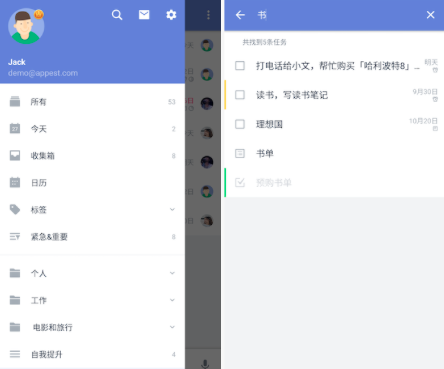 Jack
demo@appest.com
所有 53
今天 2
收集箱 8
日历
标签
紧急&重要 8
个人
工作
电影和旅行
自我提升 4
书
共找到5条任务
打电话给小文，帮忙购买「哈利波特8」... 明天
读书，写读书笔记 9月30日
理想国 10月20日
书单
预购书单